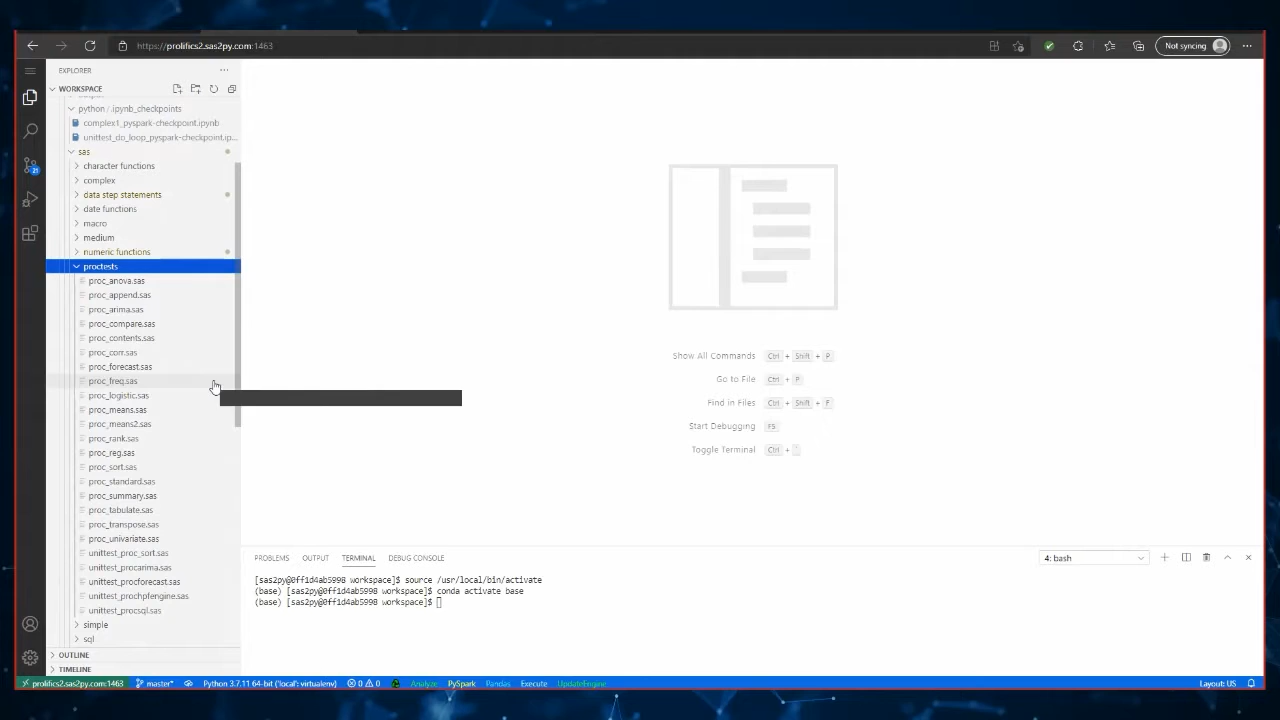 https://prolifics2.sas2py.com:1463
Not syncing
EXPLORER
WORKSPACE
python / .ipynb_checkpoints
complex1_pyspark-checkpoint.ipynb
unittest_do_loop_pyspark-checkpoint.ip...
sas
character functions
complex
data step statements
date functions
macro
medium
numeric functions
proctests
proc_anova.sas
proc_append.sas
proc_arima.sas
proc_compare.sas
proc_contents.sas
proc_corr.sas
proc_forecast.sas
proc_freq.sas
proc_logistic.sas
proc_means.sas
proc_means2.sas
proc_rank.sas
proc_reg.sas
proc_sort.sas
proc_standard.sas
proc_summary.sas
proc_tabulate.sas
proc_transpose.sas
proc_univariate.sas
unittest_proc_sort.sas
unittest_procarima.sas
unittest_procforecast.sas
unittest_prochpfengine.sas
unittest_procsql.sas
simple
sql
OUTLINE
TIMELINE
Show All Commands Ctrl + Shift + P
Go to File Ctrl + P
Find in Files Ctrl + Shift + F
Start Debugging F5
Toggle Terminal Ctrl + `
PROBLEMS OUTPUT TERMINAL DEBUG CONSOLE
4: bash
[sas2py@0ff1d4ab5998 workspace]$ source /usr/local/bin/activate
(base) [sas2py@0ff1d4ab5998 workspace]$ conda activate base
(base) [sas2py@0ff1d4ab5998 workspace]$
prolifics2.sas2py.com:1463 master* Python 3.7.11 64-bit ('local': virtualenv) 0 0 Analyze PySpark Pandas Execute UpdateEngine Layout: US